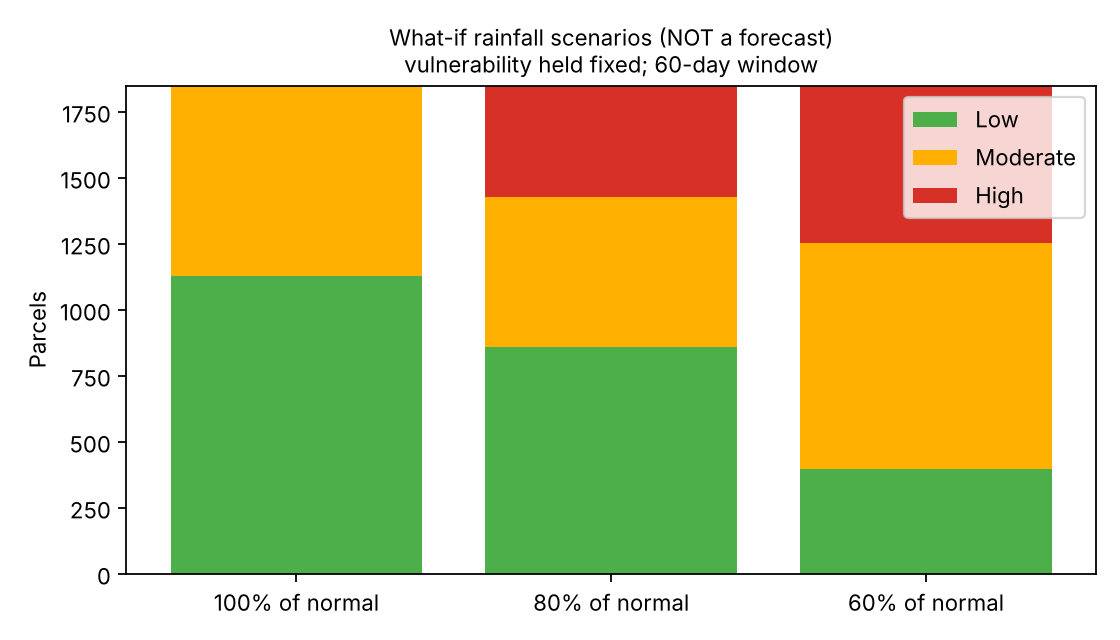 What-if rainfall scenarios (NOT a forecast)
vulnerability held fixed; 60-day window
Parcels
1750
1500
1250
1000
750
500
250
0
Low
Moderate
High
100% of normal
80% of normal
60% of normal